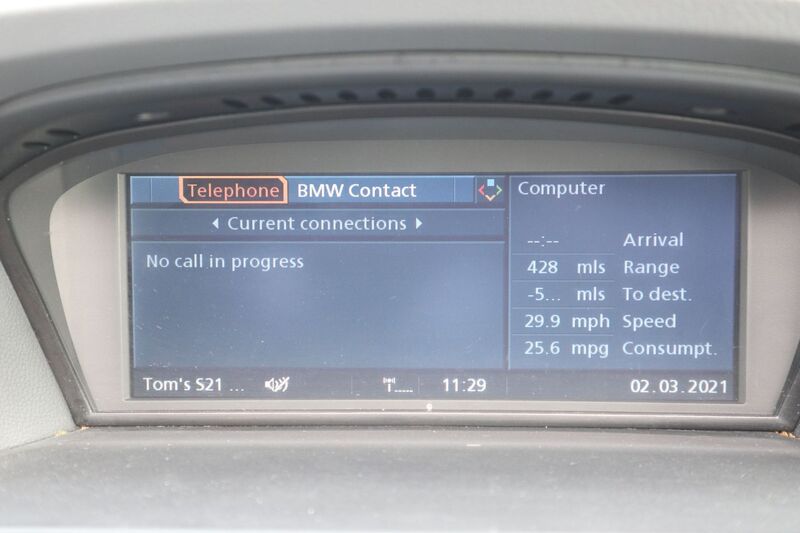 Telephone BMW Contact
Current connections
No call in progress
Tom's S21 ...
11:29
Computer
--:-- Arrival
428 mls Range
-5... mls To dest.
29.9 mph Speed
25.6 mpg Consumpt.
02.03.2021